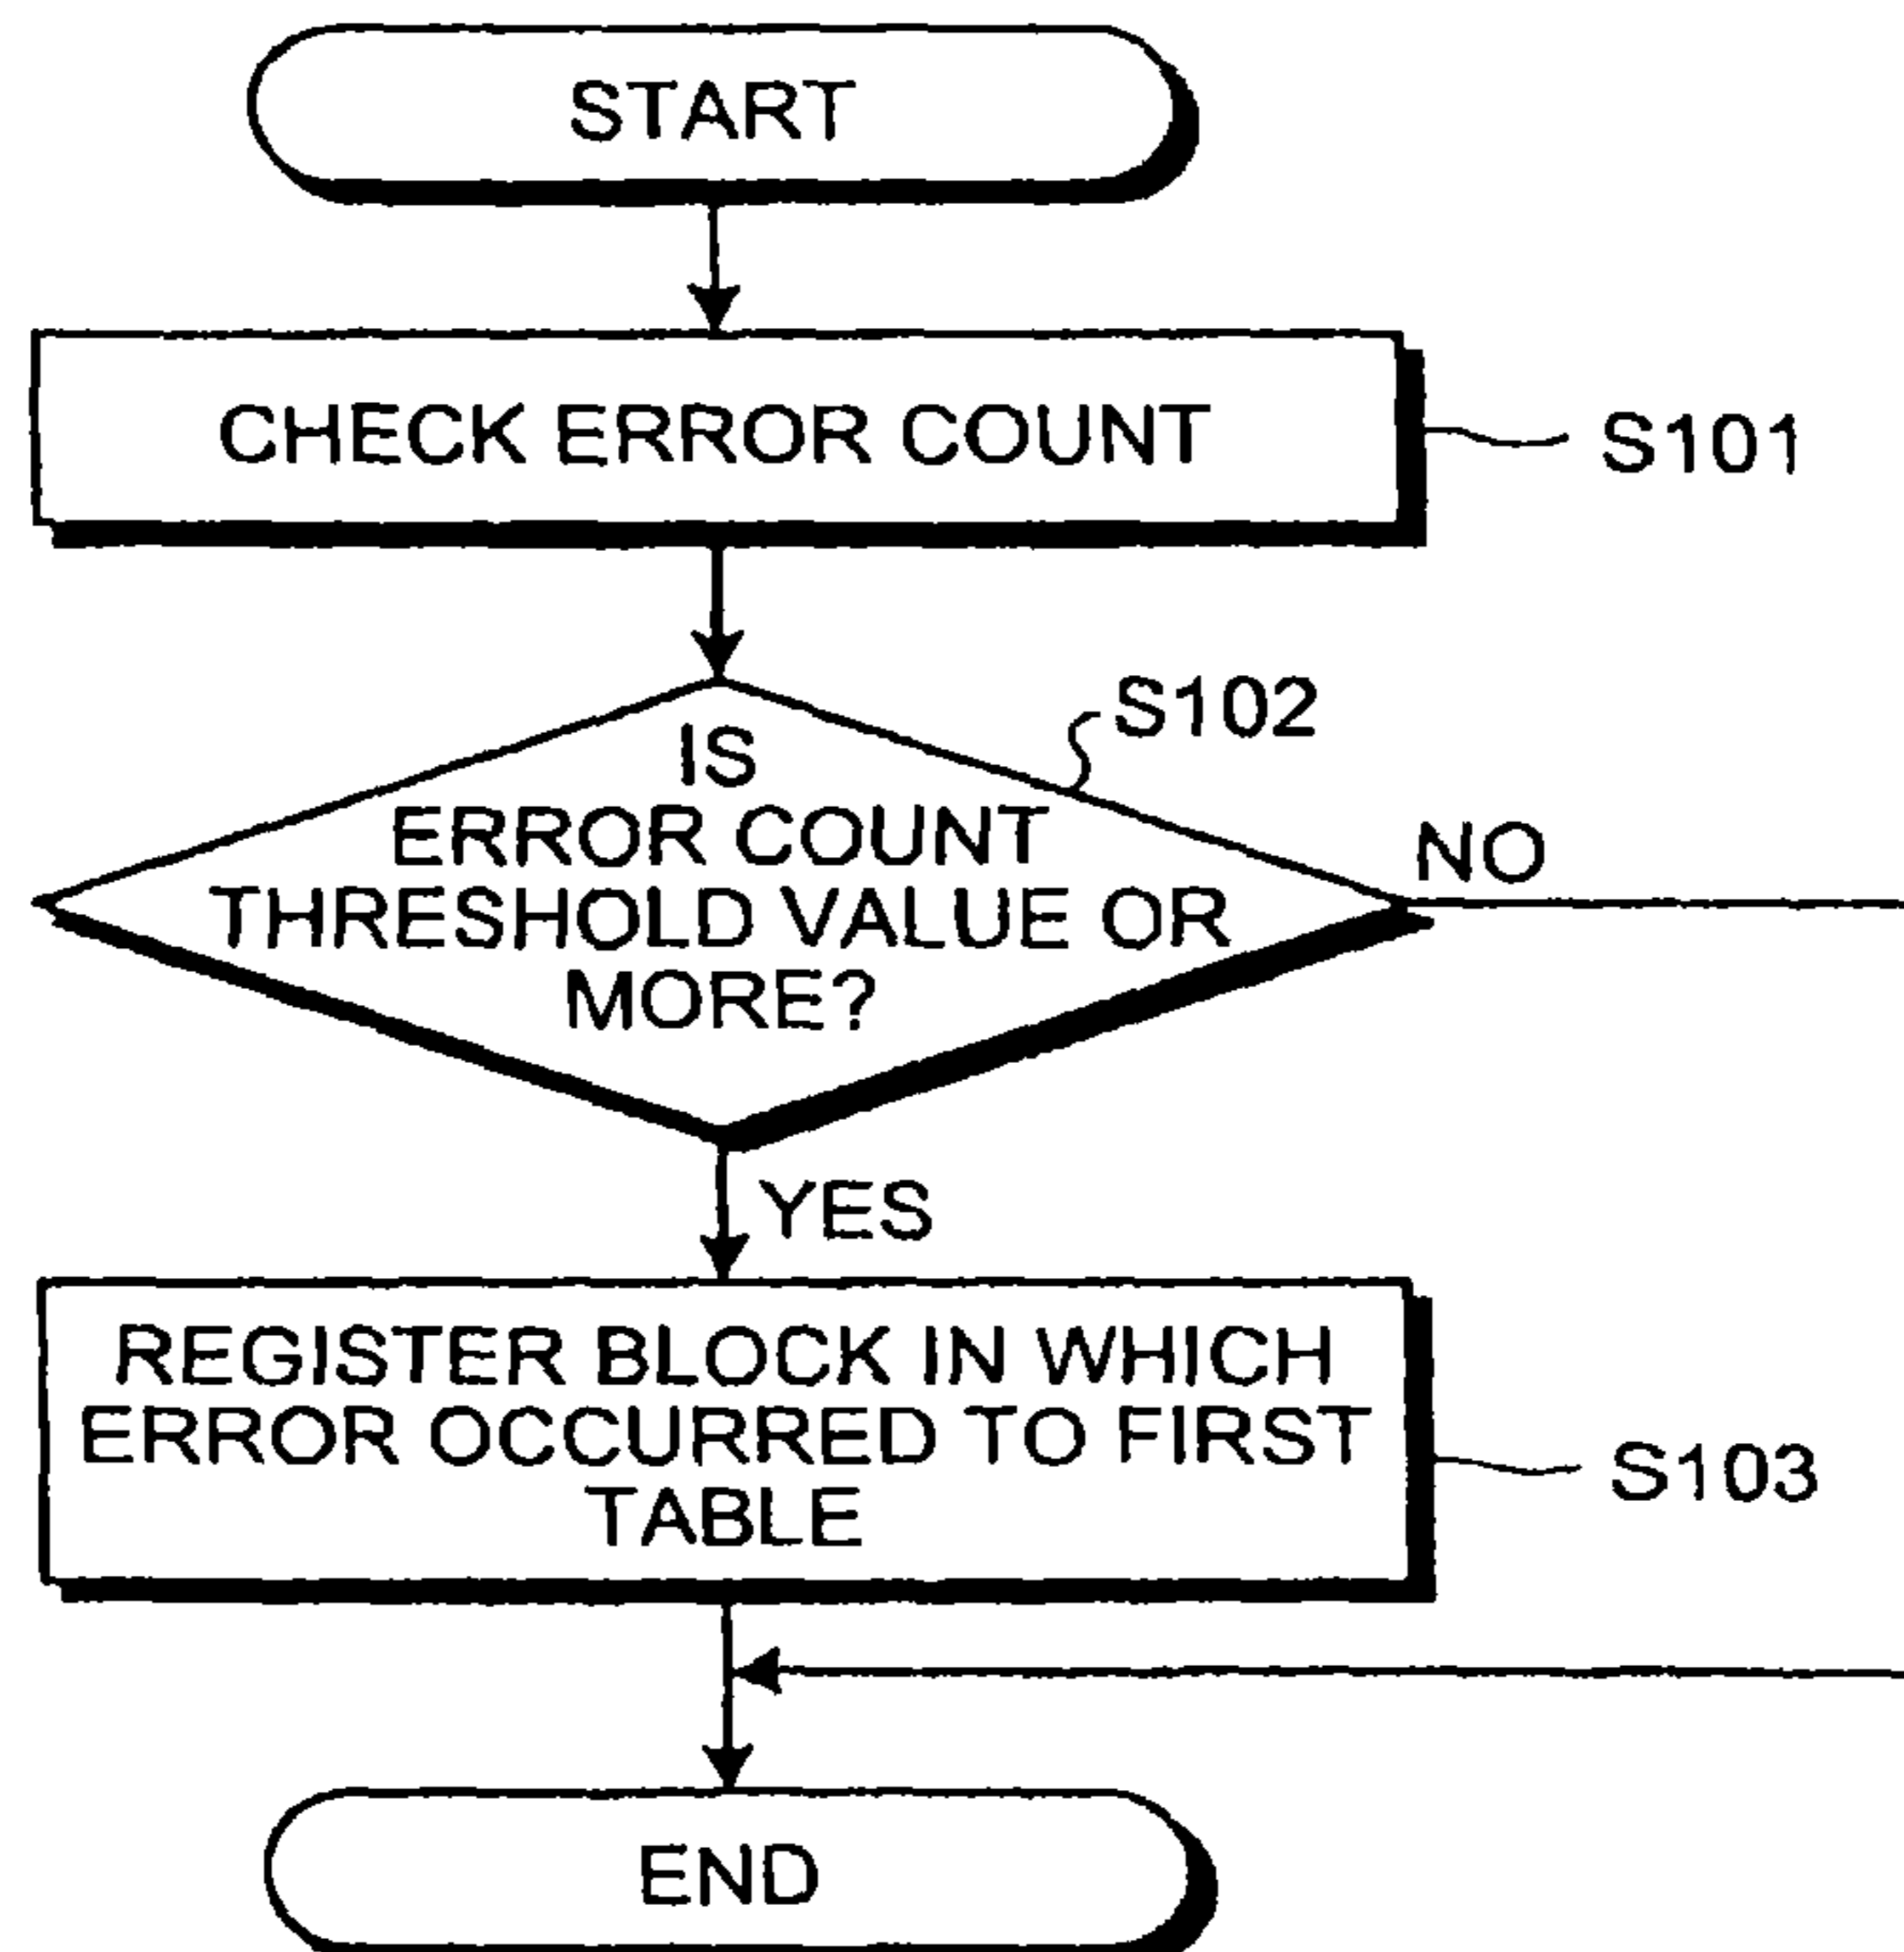 START
CHECK ERROR COUNT
S101
S102
IS
ERROR COUNT
THRESHOLD VALUE OR
MORE?
NO
YES
REGISTER BLOCK IN WHICH
ERROR OCCURRED TO FIRST
TABLE
S103
END